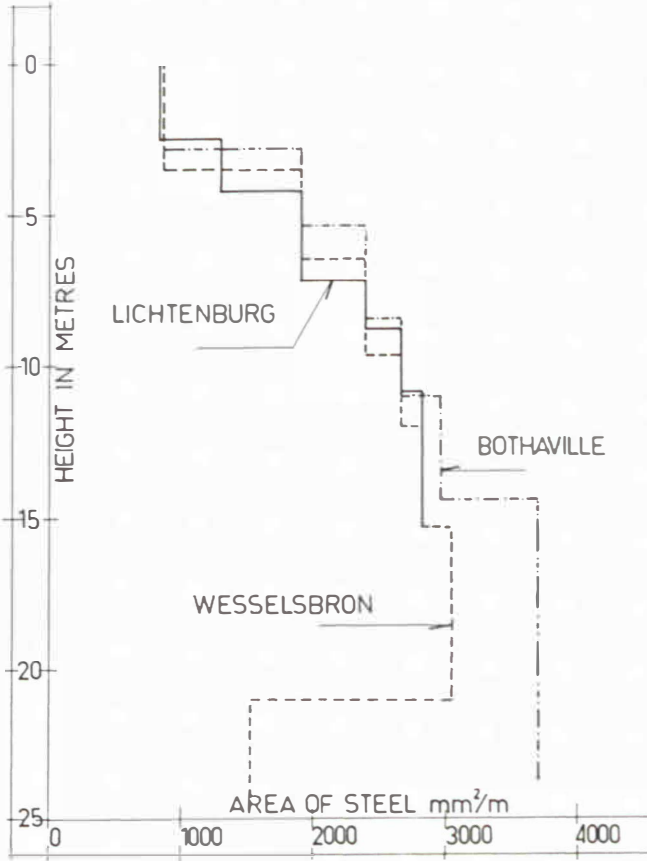 0
5
LICHTENBURG
HEIGHT IN METRES
10
BOTHAVILLE
15
WESSELSBRON
20
AREA OF STEEL mm²/m
25
0 1000 2000 3000 4000